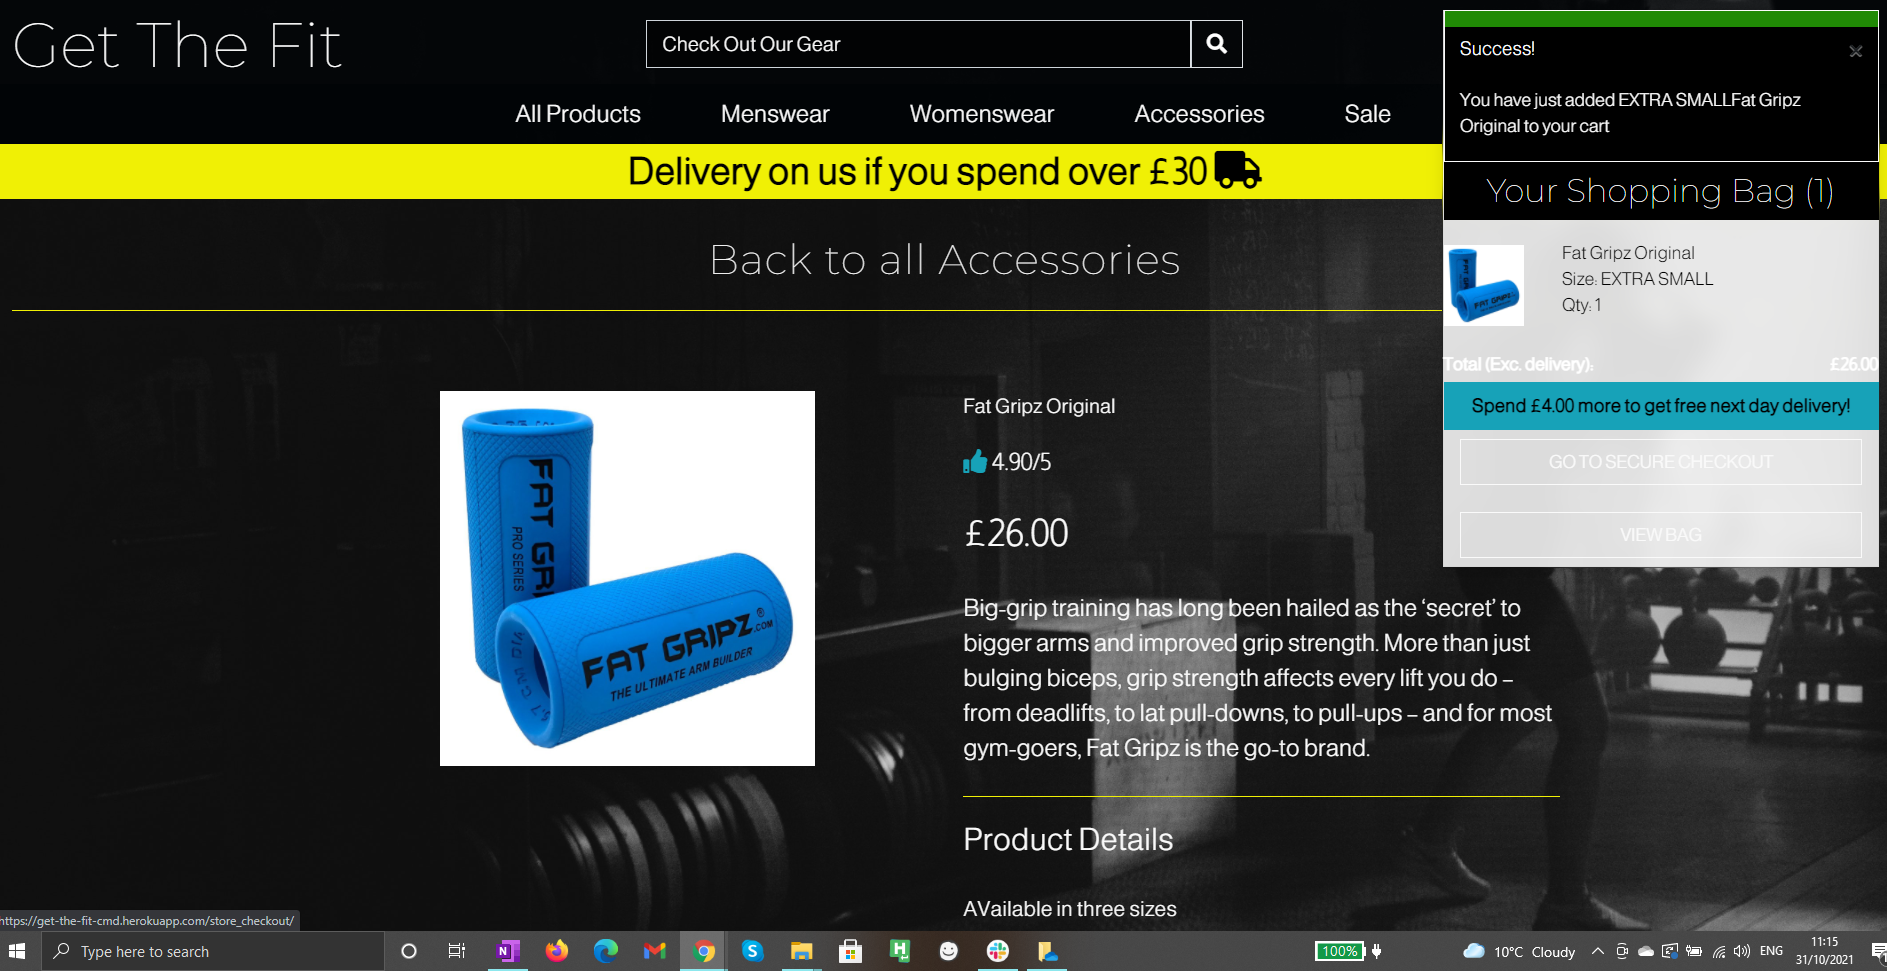 Get The Fit
Check Out Our Gear
All Products
Menswear
Womenswear
Accessories
Sale
Delivery on us if you spend over £30
Success!
×
You have just added EXTRA SMALLFat Gripz
Original to your cart
Your Shopping Bag (1)
FAT GRIPZ
Fat Gripz Original
Size: EXTRA SMALL
Qty: 1
Total (Exc. delivery):
£26.00
Spend £4.00 more to get free next day delivery!
GO TO SECURE CHECKOUT
VIEW BAG
Back to all Accessories
FAT GRI
PRO SERIES
FAT GRIPZ®.COM
THE ULTIMATE ARM BUILDER
Fat Gripz Original
4.90/5
£26.00
Big-grip training has long been hailed as the ‘secret’ to
bigger arms and improved grip strength. More than just
bulging biceps, grip strength affects every lift you do –
from deadlifts, to lat pull-downs, to pull-ups – and for most
gym-goers, Fat Gripz is the go-to brand.
Product Details
AVailable in three sizes
https://get-the-fit-cmd.herokuapp.com/store_checkout/
Type here to search
100%
10°C Cloudy
ENG
11:15
31/10/2021